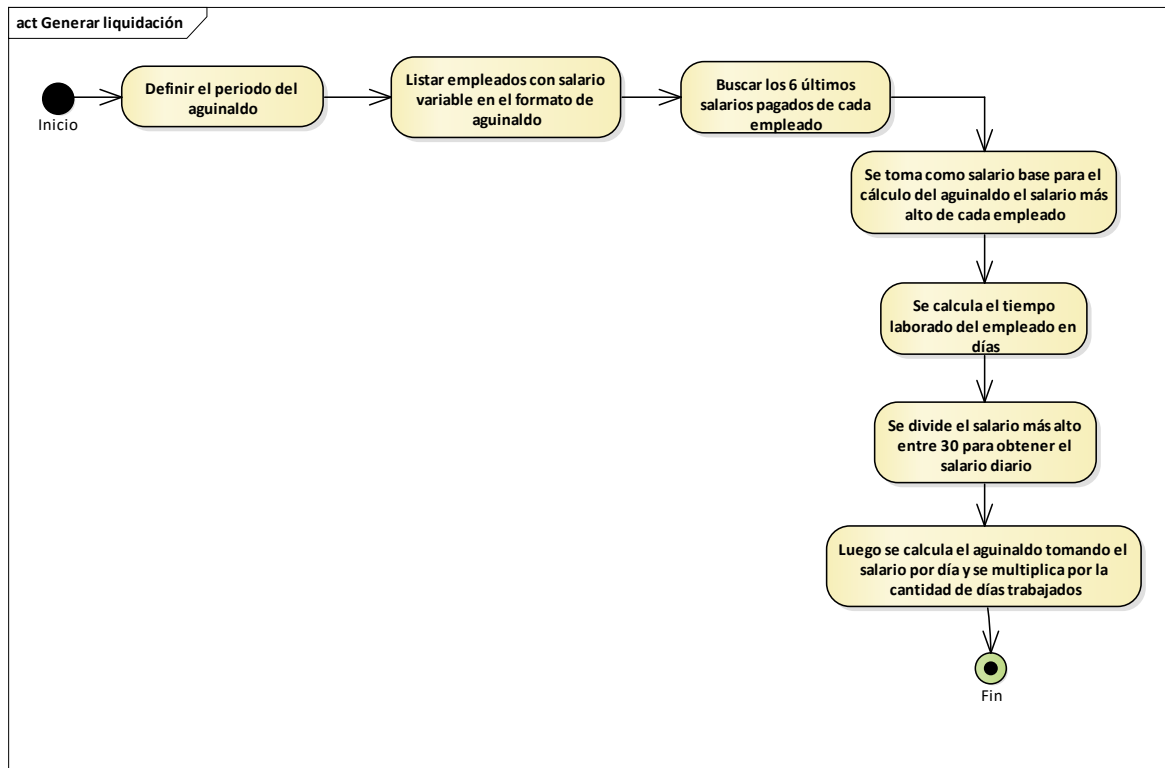 act Generar liquidación
Inicio
Definir el periodo del
aguinaldo
Listar empleados con salario
variable en el formato de
aguinaldo
Buscar los 6 últimos
salarios pagados de cada
empleado
Se toma como salario base para el
cálculo del aguinaldo el salario más
alto de cada empleado
Se calcula el tiempo
laborado del empleado en
días
Se divide el salario más alto
entre 30 para obtener el
salario diario
Luego se calcula el aguinaldo tomando el
salario por día y se multiplica por la
cantidad de días trabajados
Fin